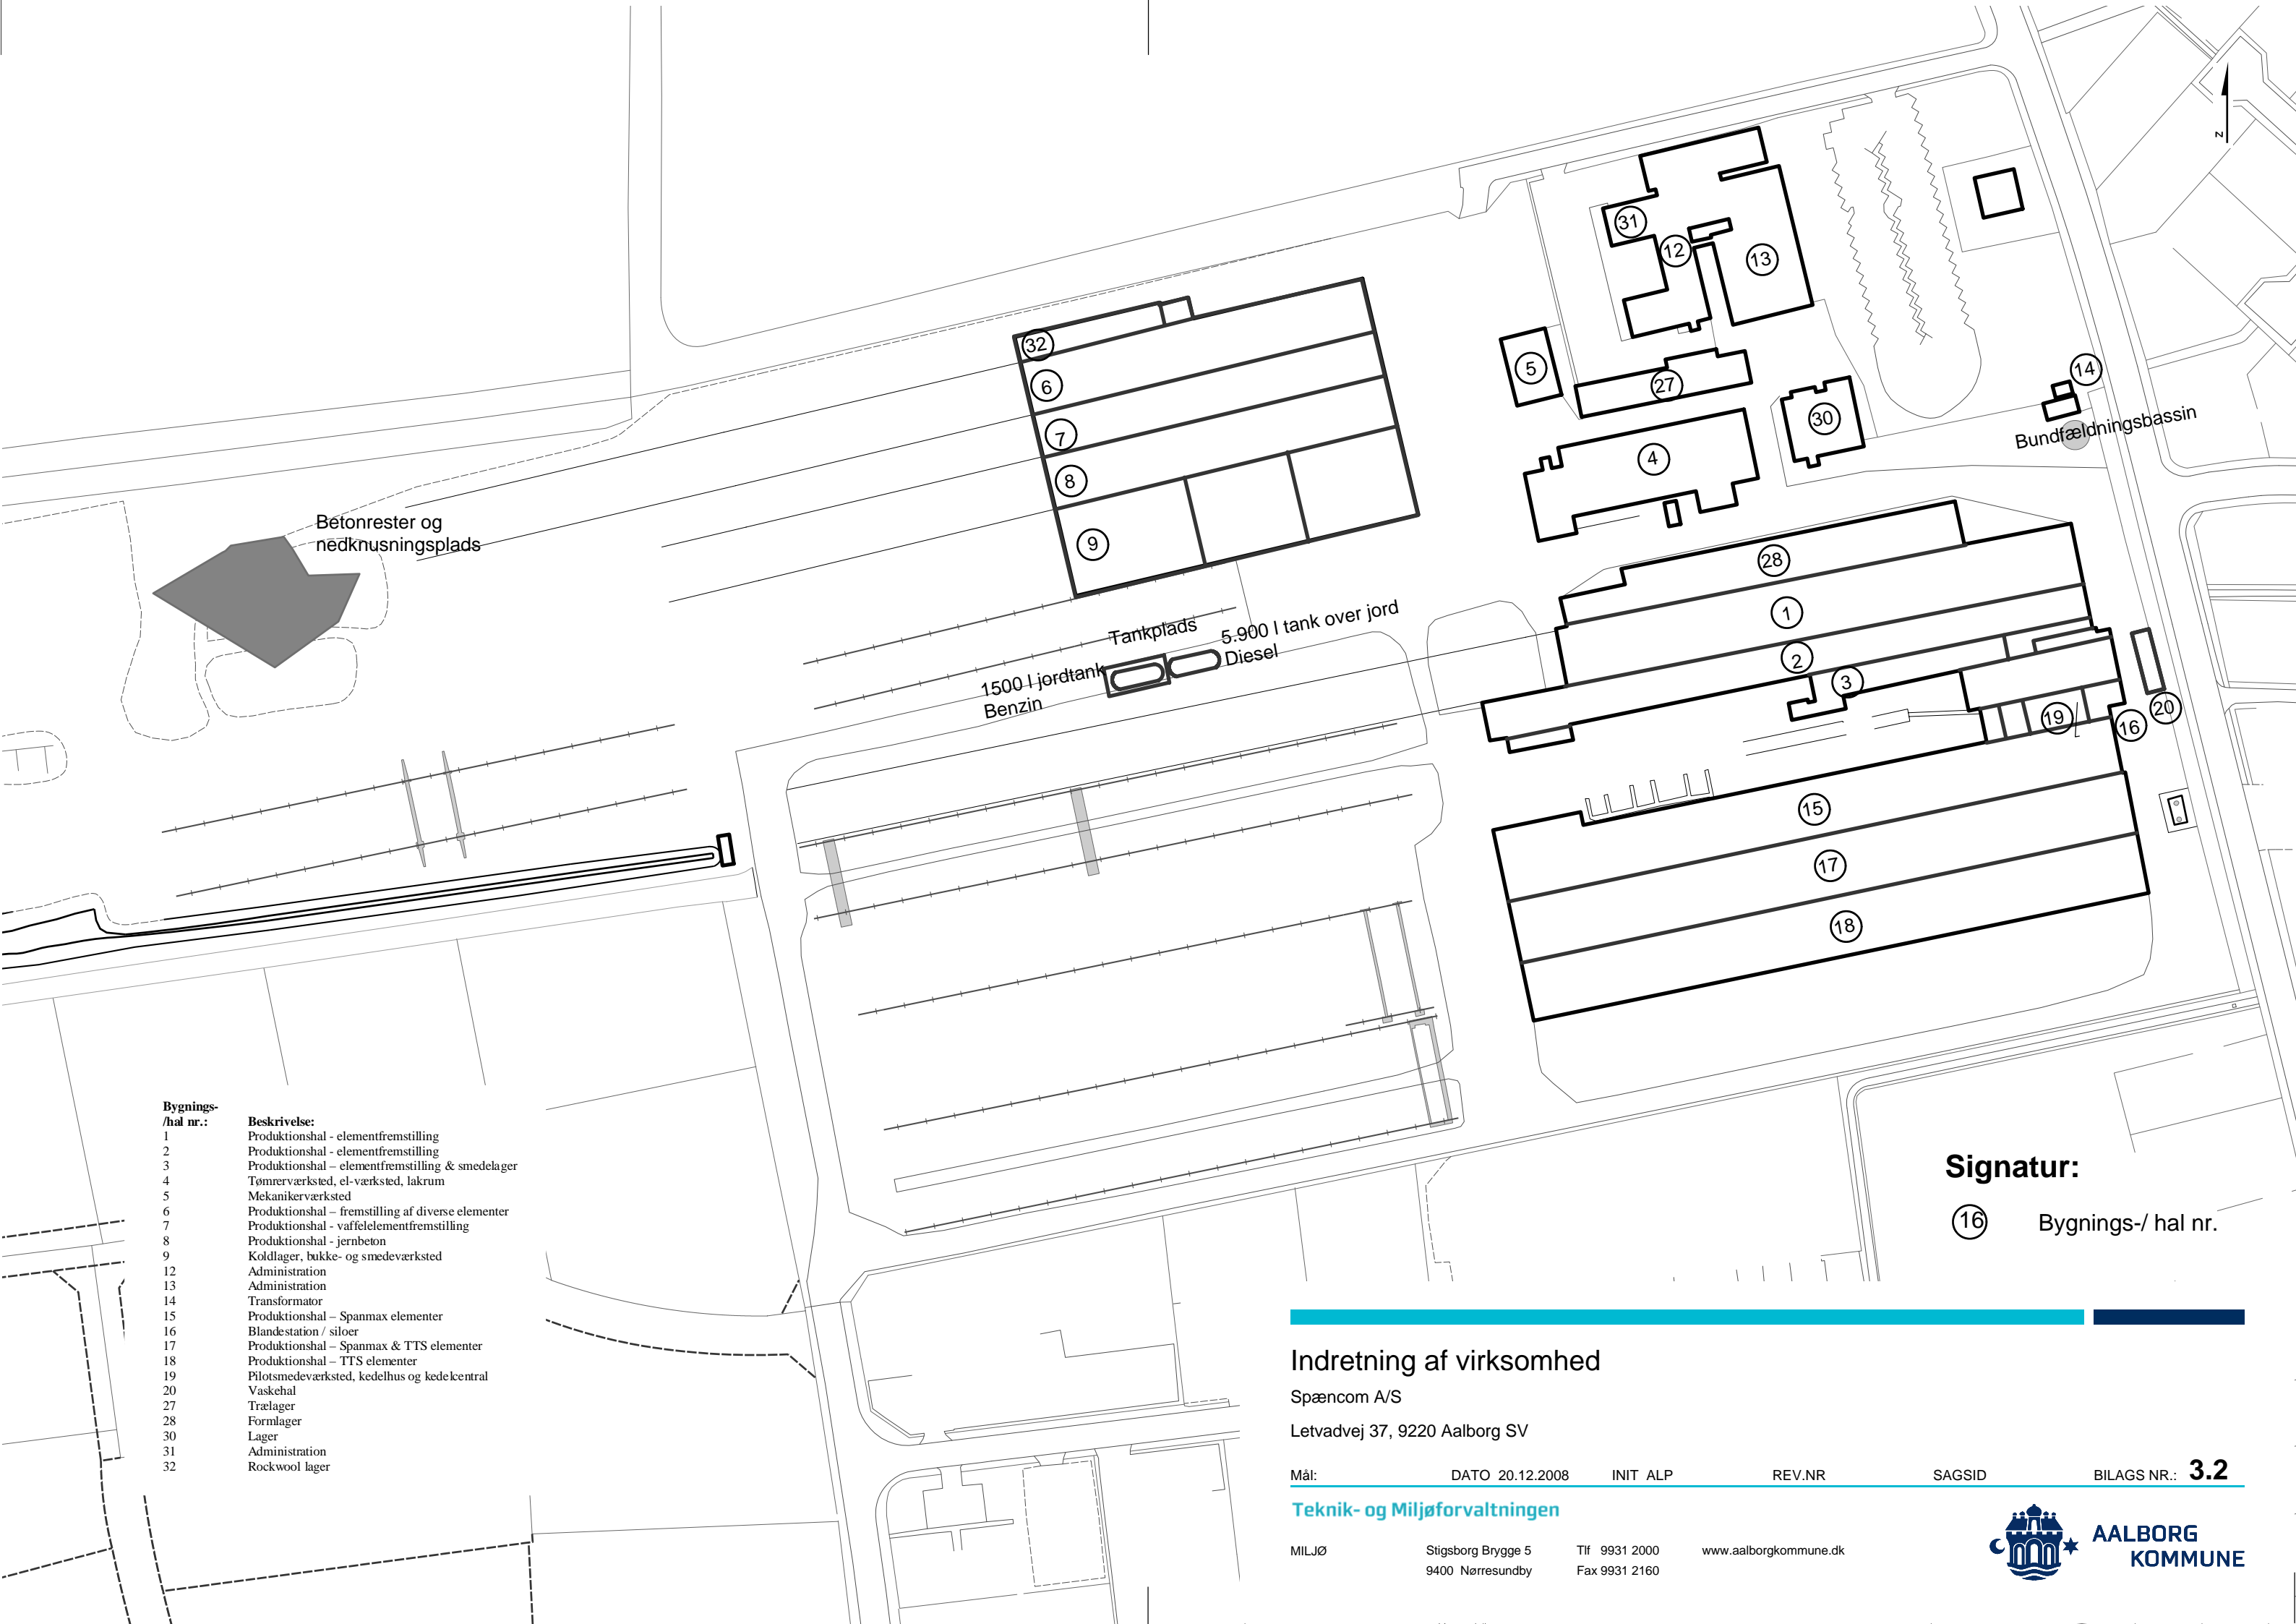 31
12
13
32
6
7
8
9
5
27
4
30
14
Bundfældningsbassin
Betonrester og
nedknusningsplads
28
1
2
3
19
16
20
Tankplads
5.900 l tank over jord
Diesel
1500 l jordtank
Benzin
15
17
18
N
Bygnings-
/hal nr.: Beskrivelse:
1 Produktionshal - elementfremstilling
2 Produktionshal - elementfremstilling
3 Produktionshal – elementfremstilling & smedelager
4 Tømrerværksted, el-værksted, lakrum
5 Mekanikerværksted
6 Produktionshal – fremstilling af diverse elementer
7 Produktionshal - vaffelelementfremstilling
8 Produktionshal - jernbeton
9 Koldlager, bukke- og smedeværksted
12 Administration
13 Administration
14 Transformator
15 Produktionshal – Spanmax elementer
16 Blandestation / siloer
17 Produktionshal – Spanmax & TTS elementer
18 Produktionshal – TTS elementer
19 Pilotsmedeværksted, kedelhus og kedelcentral
20 Vaskehal
27 Trælager
28 Formlager
30 Lager
31 Administration
32 Rockwool lager
Signatur:
16 Bygnings-/ hal nr.
Indretning af virksomhed
Spæncom A/S
Letvadvej 37, 9220 Aalborg SV
Mål: DATO 20.12.2008 INIT ALP REV.NR SAGSID BILAGS NR.: 3.2
Teknik- og Miljøforvaltningen
MILJØ Stigsborg Brygge 5 Tlf 9931 2000 www.aalborgkommune.dk
9400 Nørresundby Fax 9931 2160
AALBORG
KOMMUNE